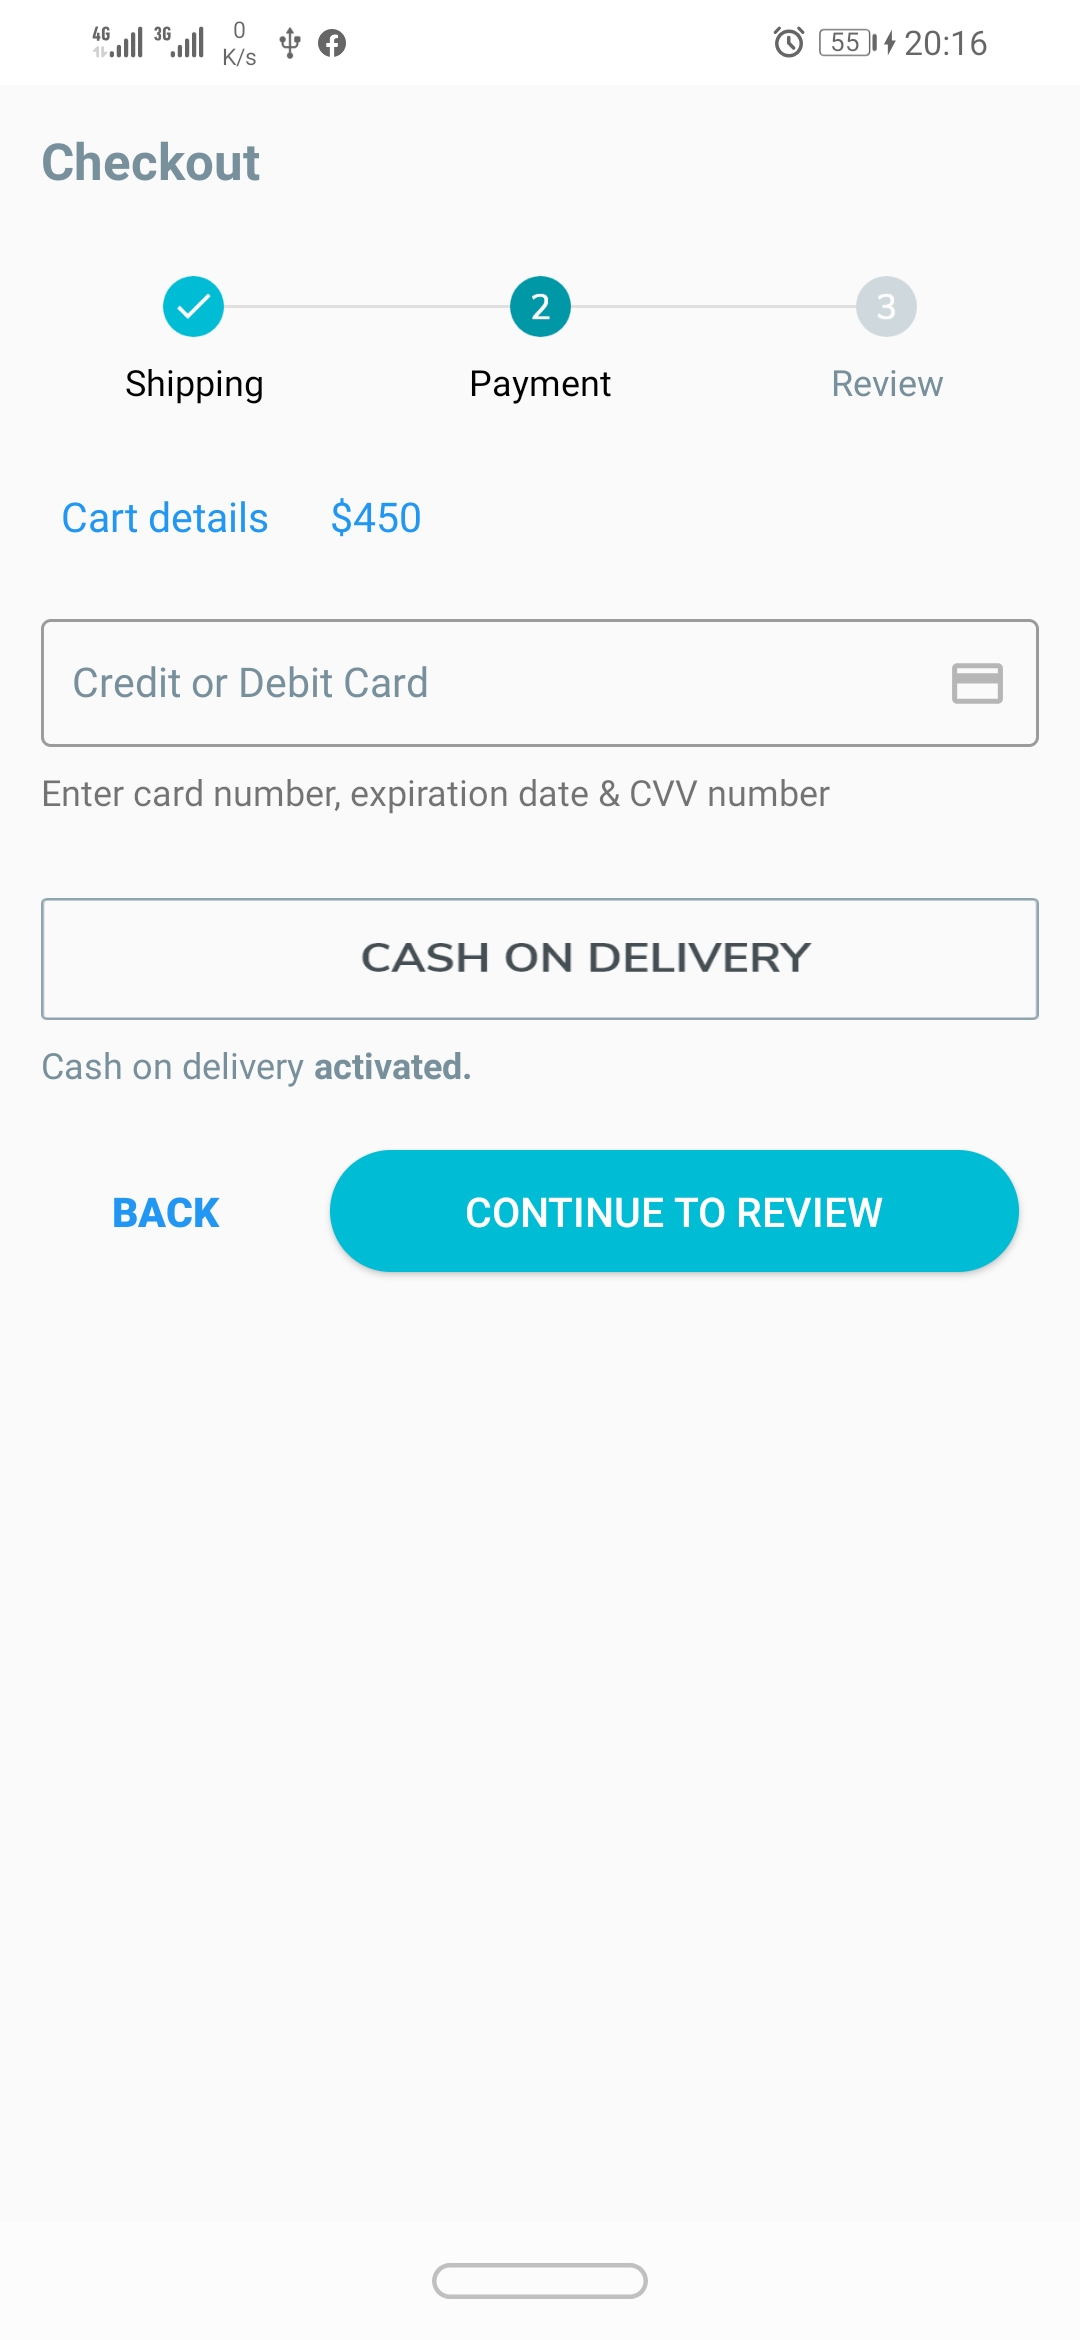 4G 3G 0 K/s 55 20:16
Checkout
2 3
Shipping Payment Review
Cart details $450
Credit or Debit Card
Enter card number, expiration date & CVV number
CASH ON DELIVERY
Cash on delivery activated.
BACK CONTINUE TO REVIEW